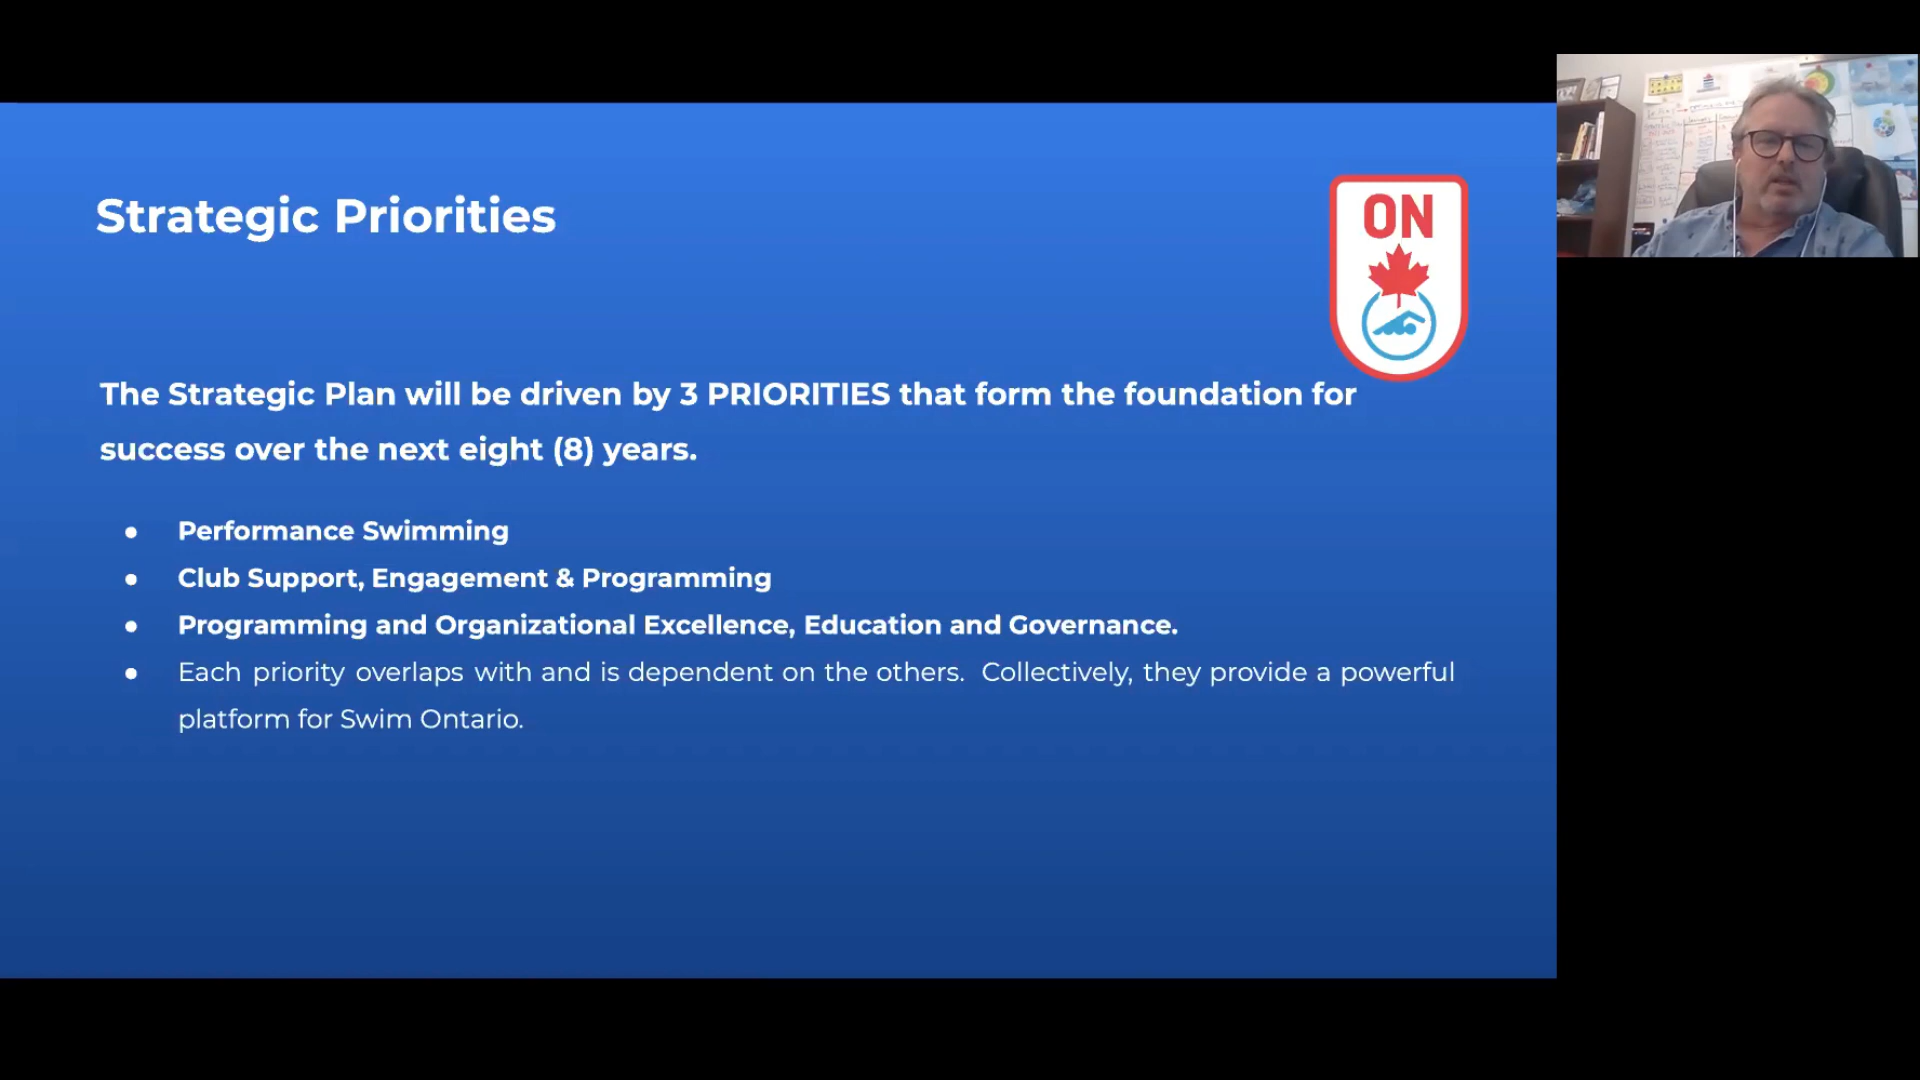 Strategic Priorities
ON
The Strategic Plan will be driven by 3 PRIORITIES that form the foundation for
success over the next eight (8) years.
● Performance Swimming
● Club Support, Engagement & Programming
● Programming and Organizational Excellence, Education and Governance.
● Each priority overlaps with and is dependent on the others. Collectively, they provide a powerful
platform for Swim Ontario.